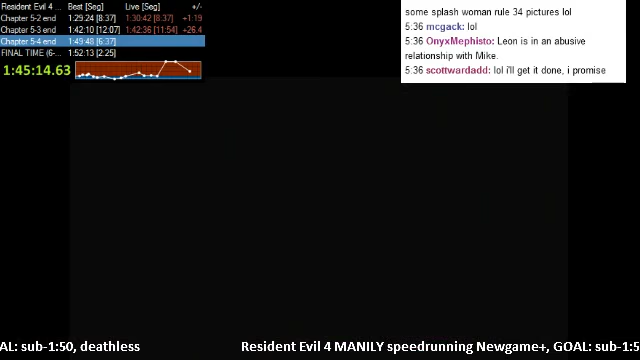 Resident Evil 4 ... Best [Seg] Live [Seg] +/-
Chapter 5-2 end 1:29:24 [8:37] 1:30:42 [8:37] +1:19
Chapter 5-3 end 1:42:10 [12:07] 1:42:36 [11:54] +26.4
Chapter 5-4 end 1:49:48 [6:37]
FINAL TIME (6-... 1:52:13 [2:25]
1:45:14.63
some splash woman rule 34 pictures lol
5:36 mcgack: lol
5:36 OnyxMephisto: Leon is in an abusive
relationship with Mike.
5:36 scottwardadd: lol i'll get it done, i promise
AL: sub-1:50, deathless Resident Evil 4 MANILY speedrunning Newgame+, GOAL: sub-1:5